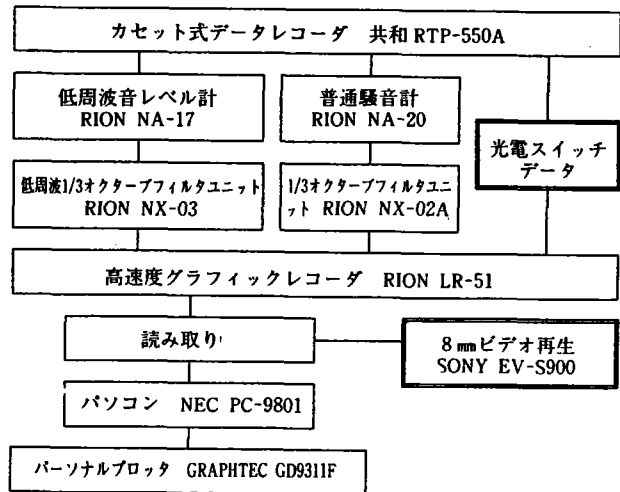 カセット式データレコーダ 共和 RTP-550A
低周波音レベル計
RION NA-17
普通騒音計
RION NA-20
光電スイッチ
データ
低周波1/3オクターブフィルタユニット
RION NX-03
1/3オクターブフィルタユニ
ット RION NX-02A
高速度グラフィックレコーダ RION LR-51
読み取り
8㎜ビデオ再生
SONY EV-S900
パソコン NEC PC-9801
パーソナルプロッタ GRAPHTEC GD9311F